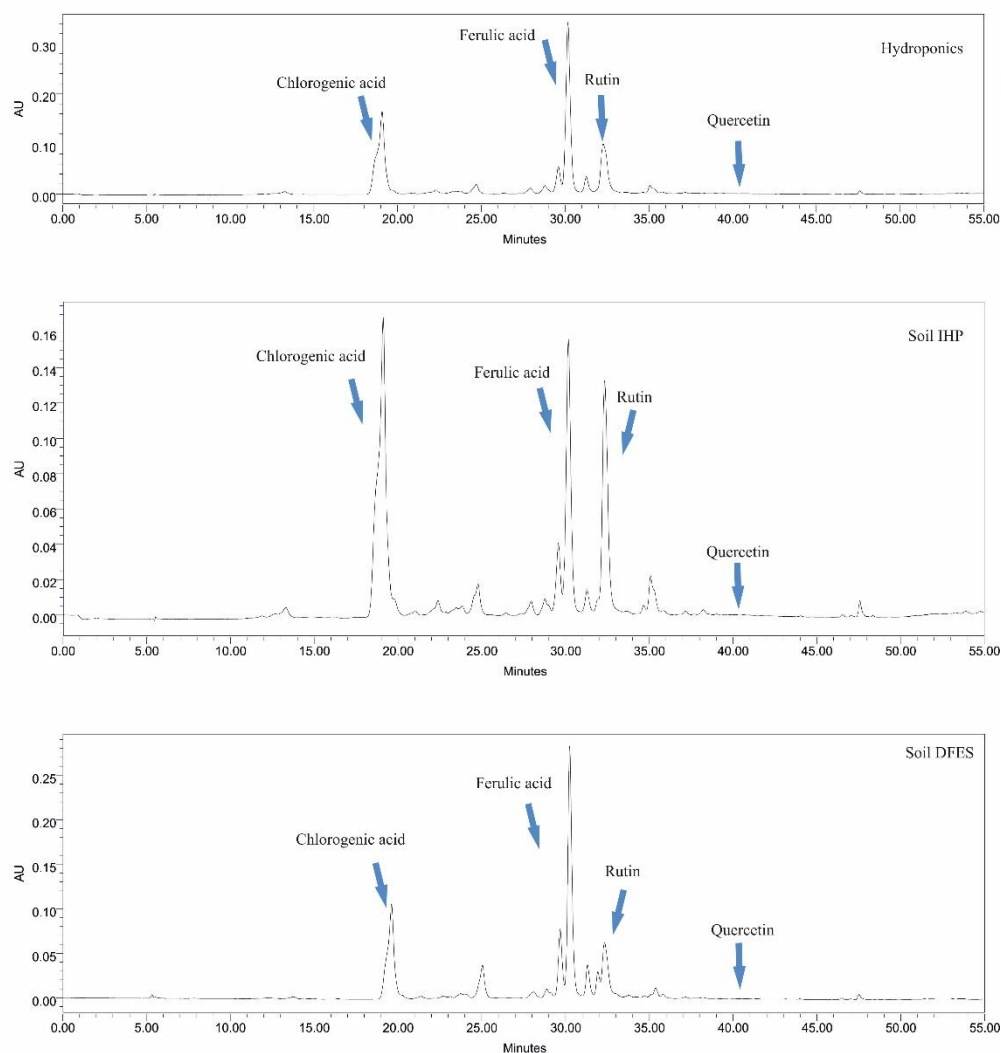 Hydroponics
Ferulic acid
Chlorogenic acid
Rutin
Quercetin
AU
0.30
0.20
0.10
0.00
0.00 5.00 10.00 15.00 20.00 25.00 30.00 35.00 40.00 45.00 50.00 55.00
Minutes
Soil IHP
Chlorogenic acid
Ferulic acid
Rutin
Quercetin
AU
0.16
0.14
0.12
0.10
0.08
0.06
0.04
0.02
0.00
0.00 5.00 10.00 15.00 20.00 25.00 30.00 35.00 40.00 45.00 50.00 55.00
Minutes
Soil DFES
Ferulic acid
Chlorogenic acid
Rutin
Quercetin
AU
0.25
0.20
0.15
0.10
0.05
0.00
0.00 5.00 10.00 15.00 20.00 25.00 30.00 35.00 40.00 45.00 50.00 55.00
Minutes